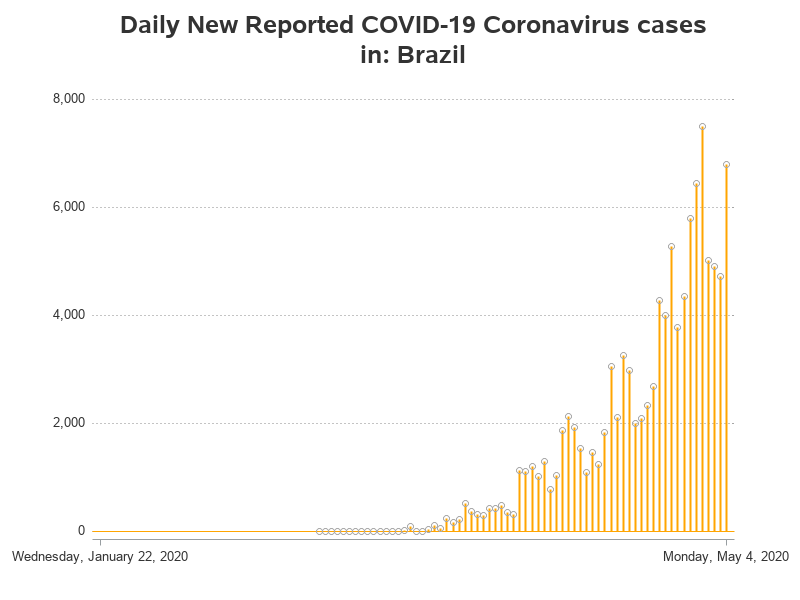 Daily New Reported COVID-19 Coronavirus cases
in: Brazil
8,000
6,000
4,000
2,000
0
Wednesday, January 22, 2020
Monday, May 4, 2020